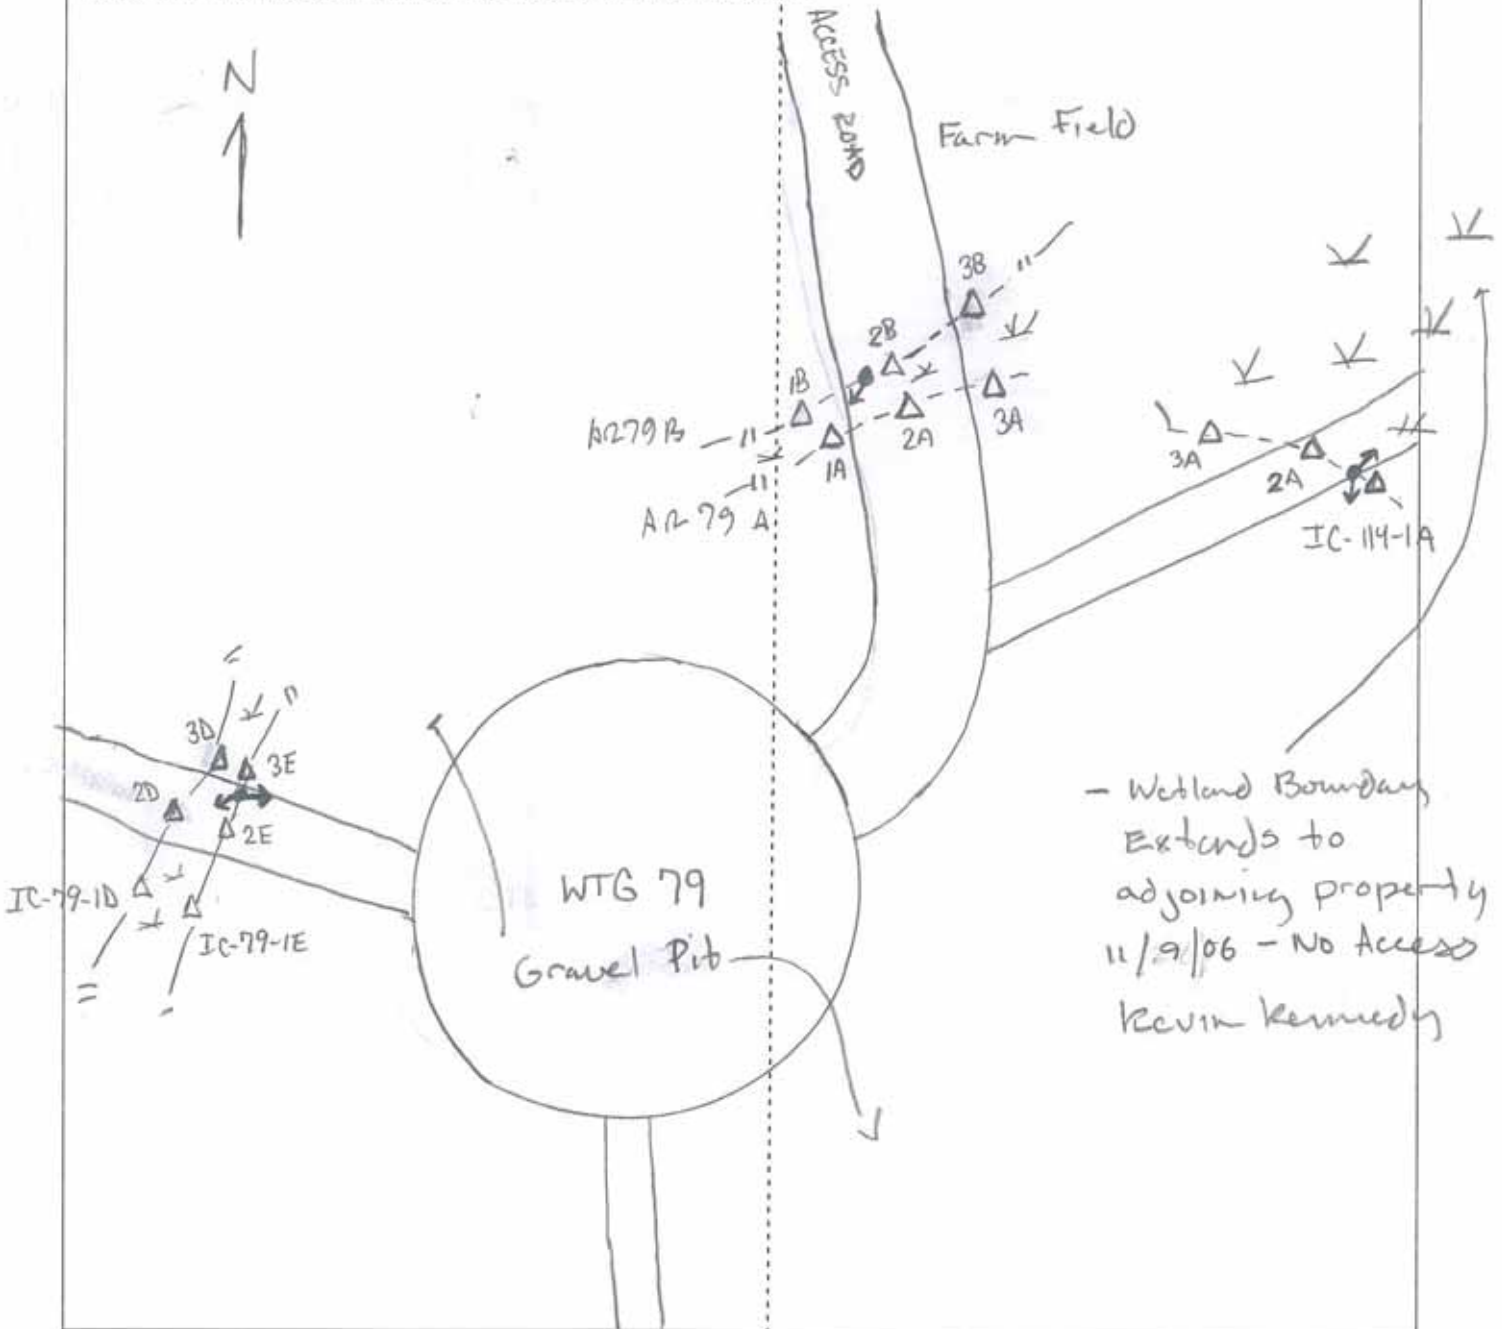 N
ACCESS ROAD
Farm Field
3B
2B
1B
AR79B
1A
2A
3A
AR 79 A
3A
2A
IC-114-1A
3D
3E
2D
2E
IC-79-1D
IC-79-1E
WTG 79
Gravel Pit
- Wetland Boundary
Extends to
adjoining property
11/9/06 - No Access
Kevin Kennedy